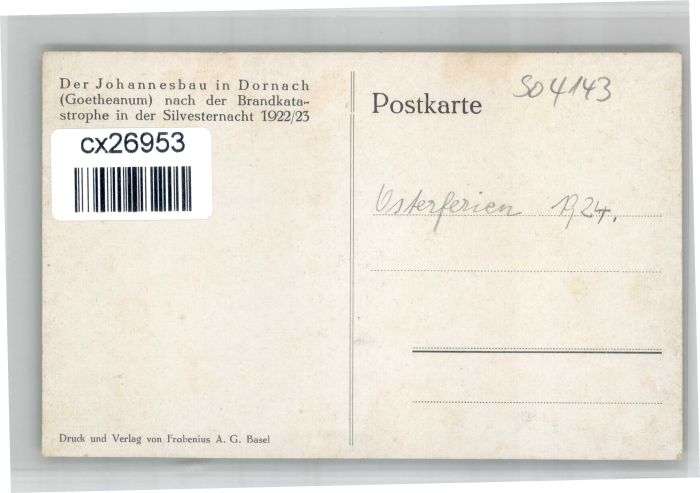 Der Johannesbau in Dornach
(Goetheanum) nach der Brandkata-
strophe in der Silvesternacht 1922/23
cx26953
Druck und Verlag von Frobenius A. G. Basel
SO4143
Postkarte
Osterferien 1924.